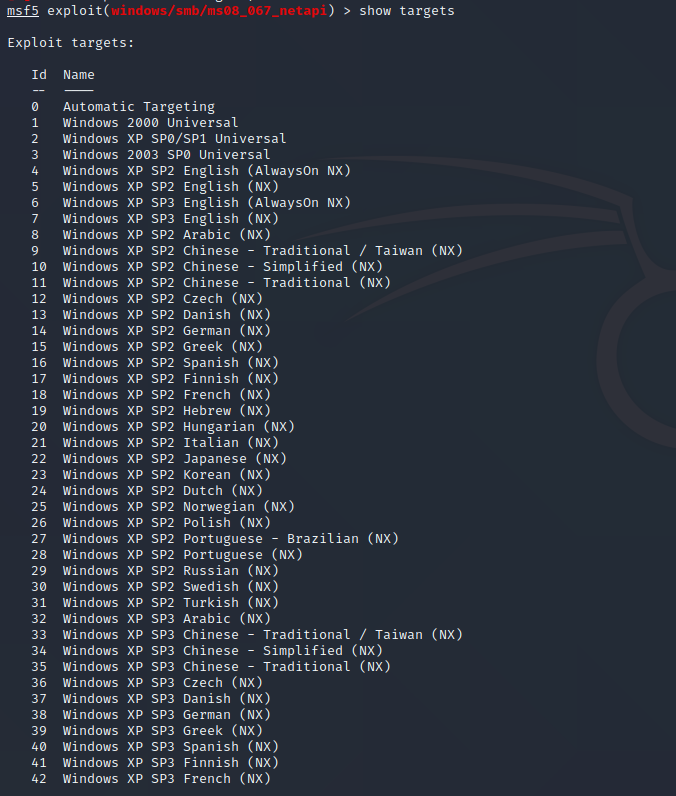 msf5 exploit(windows/smb/ms08_067_netapi) > show targets
Exploit targets:
Id  Name
--  ----
0   Automatic Targeting
1   Windows 2000 Universal
2   Windows XP SP0/SP1 Universal
3   Windows 2003 SP0 Universal
4   Windows XP SP2 English (AlwaysOn NX)
5   Windows XP SP2 English (NX)
6   Windows XP SP3 English (AlwaysOn NX)
7   Windows XP SP3 English (NX)
8   Windows XP SP2 Arabic (NX)
9   Windows XP SP2 Chinese - Traditional / Taiwan (NX)
10  Windows XP SP2 Chinese - Simplified (NX)
11  Windows XP SP2 Chinese - Traditional (NX)
12  Windows XP SP2 Czech (NX)
13  Windows XP SP2 Danish (NX)
14  Windows XP SP2 German (NX)
15  Windows XP SP2 Greek (NX)
16  Windows XP SP2 Spanish (NX)
17  Windows XP SP2 Finnish (NX)
18  Windows XP SP2 French (NX)
19  Windows XP SP2 Hebrew (NX)
20  Windows XP SP2 Hungarian (NX)
21  Windows XP SP2 Italian (NX)
22  Windows XP SP2 Japanese (NX)
23  Windows XP SP2 Korean (NX)
24  Windows XP SP2 Dutch (NX)
25  Windows XP SP2 Norwegian (NX)
26  Windows XP SP2 Polish (NX)
27  Windows XP SP2 Portuguese - Brazilian (NX)
28  Windows XP SP2 Portuguese (NX)
29  Windows XP SP2 Russian (NX)
30  Windows XP SP2 Swedish (NX)
31  Windows XP SP2 Turkish (NX)
32  Windows XP SP3 Arabic (NX)
33  Windows XP SP3 Chinese - Traditional / Taiwan (NX)
34  Windows XP SP3 Chinese - Simplified (NX)
35  Windows XP SP3 Chinese - Traditional (NX)
36  Windows XP SP3 Czech (NX)
37  Windows XP SP3 Danish (NX)
38  Windows XP SP3 German (NX)
39  Windows XP SP3 Greek (NX)
40  Windows XP SP3 Spanish (NX)
41  Windows XP SP3 Finnish (NX)
42  Windows XP SP3 French (NX)